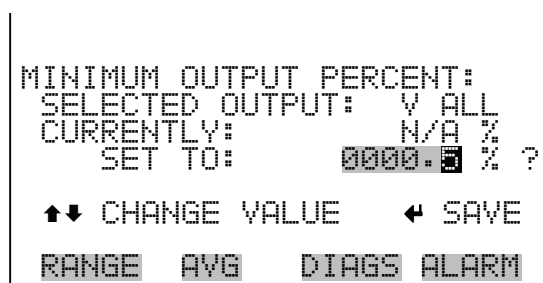 MINIMUM OUTPUT PERCENT:
SELECTED OUTPUT: V ALL
CURRENTLY: N/A %
SET TO: 0000.5 % ?
⬆⬇ CHANGE VALUE ↵ SAVE
RANGE AVG DIAGS ALARM